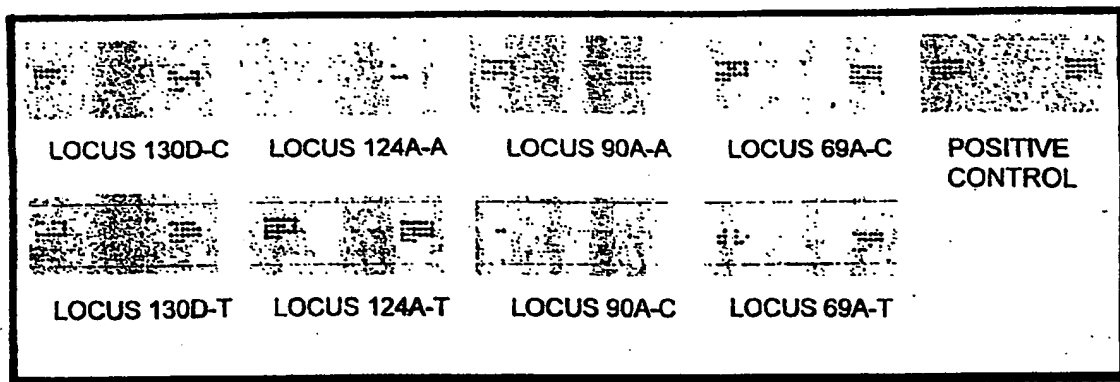 LOCUS 130D-C LOCUS 124A-A LOCUS 90A-A LOCUS 69A-C POSITIVE
CONTROL
LOCUS 130D-T LOCUS 124A-T LOCUS 90A-C LOCUS 69A-T